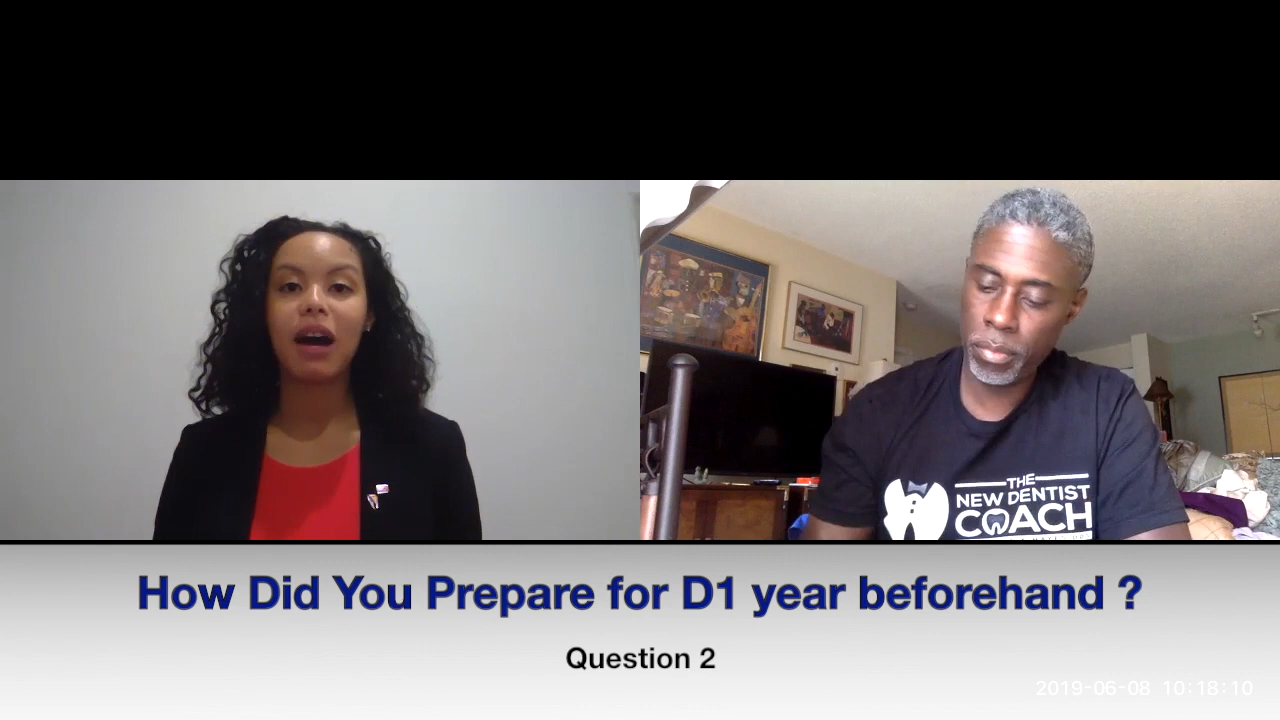 THE
NEW DENTIST
COACH
How Did You Prepare for D1 year beforehand ?
Question 2
2019-06-08 10:18:10